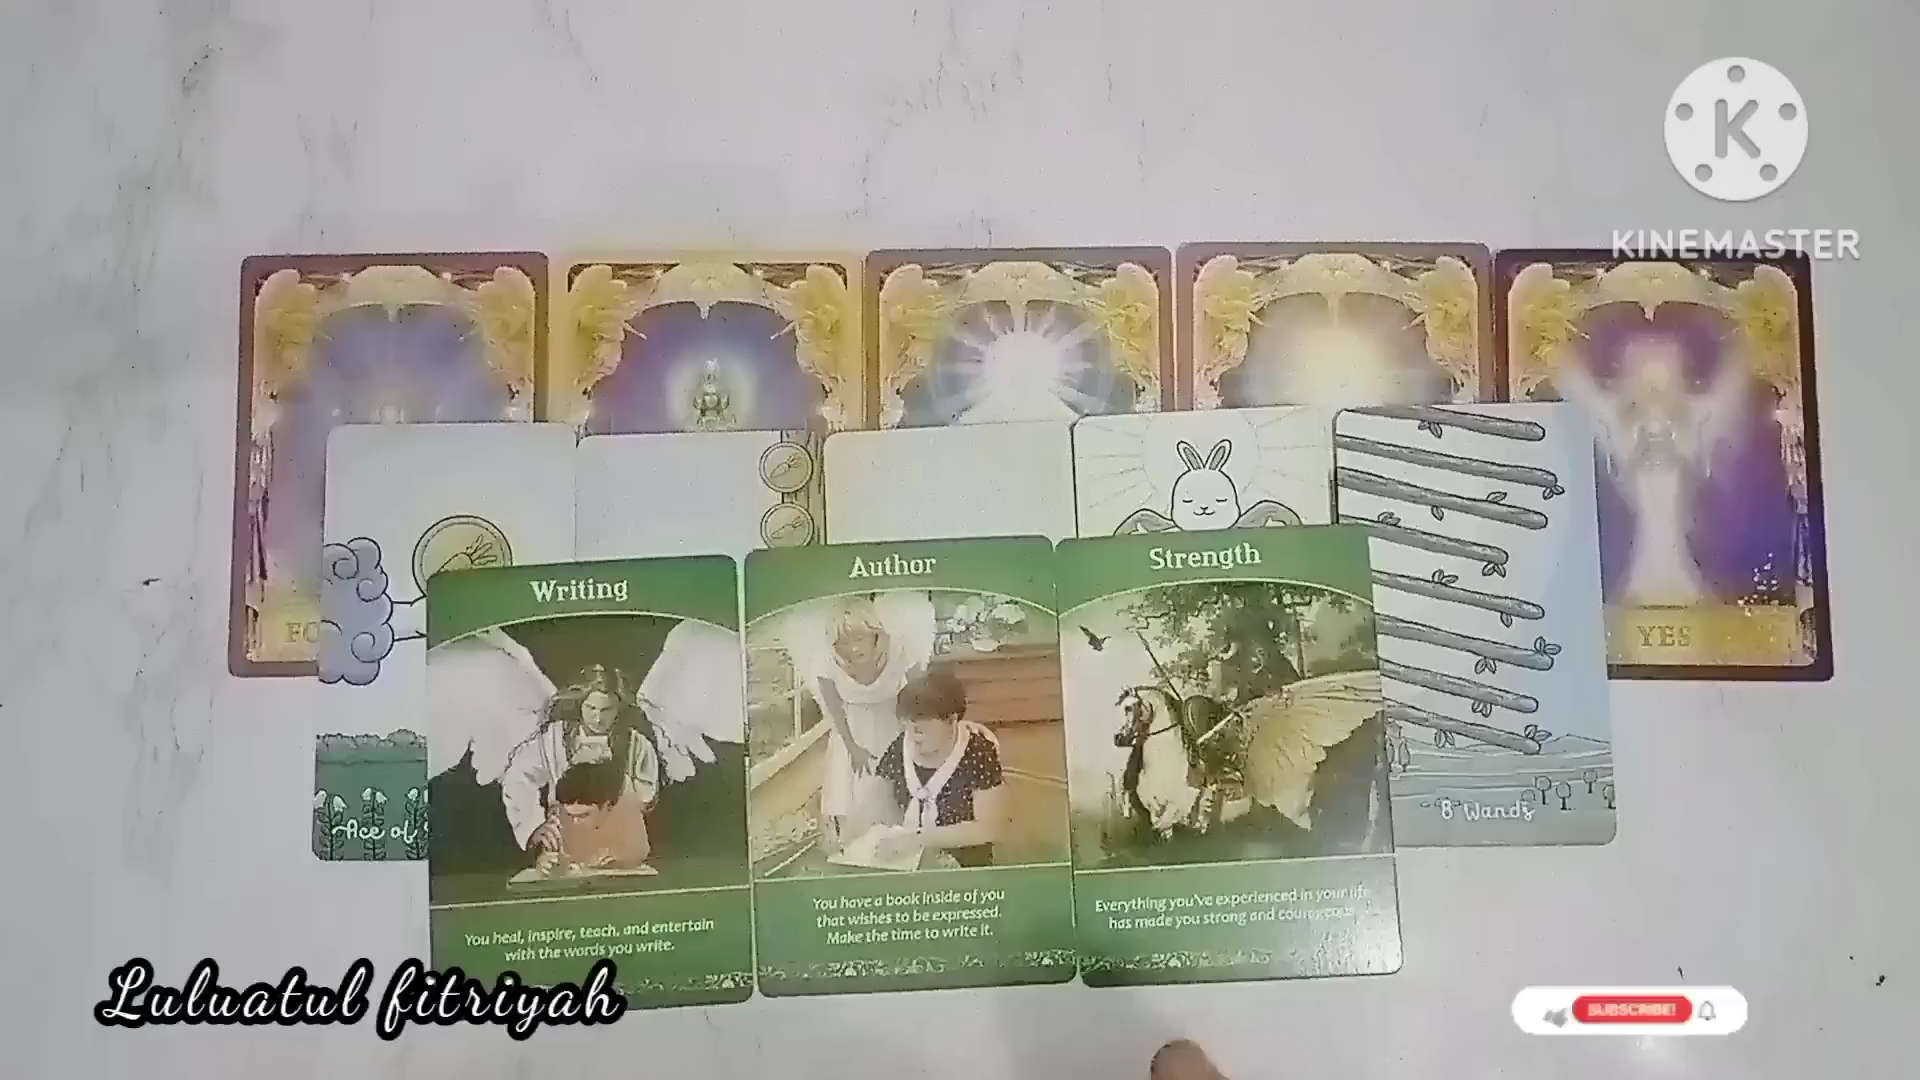 K
KINEMASTER
Writing
Author
Strength
YES
Ace of
8 Wands
You heal, inspire, teach, and entertain
with the words you write.
You have a book inside of you
that wishes to be expressed.
Make the time to write it.
Everything you've experienced in your life
has made you strong and courageous.
Luluatul fitriyah
SUBSCRIBE!